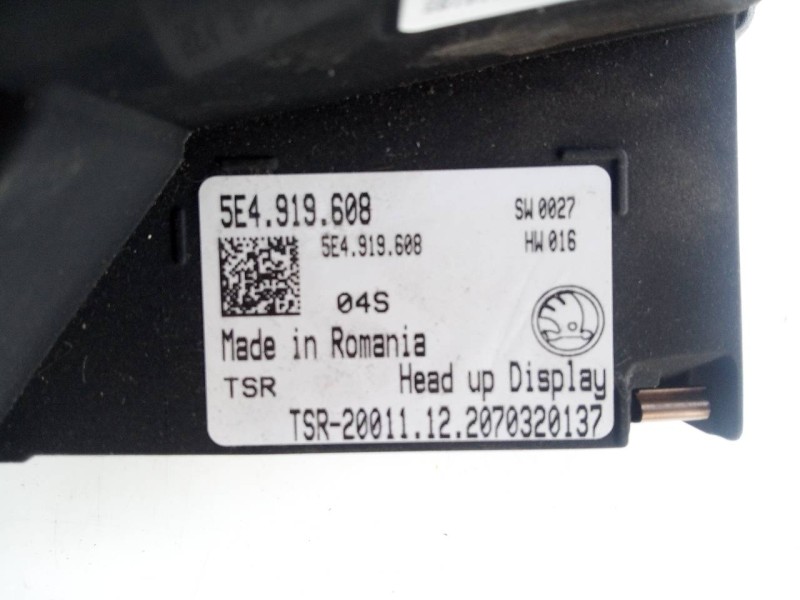 5E4.919.608 SW 0027
5E4.919.608 HW 016
04S
Made in Romania
TSR Head up Display
TSR-20011.12.2070320137